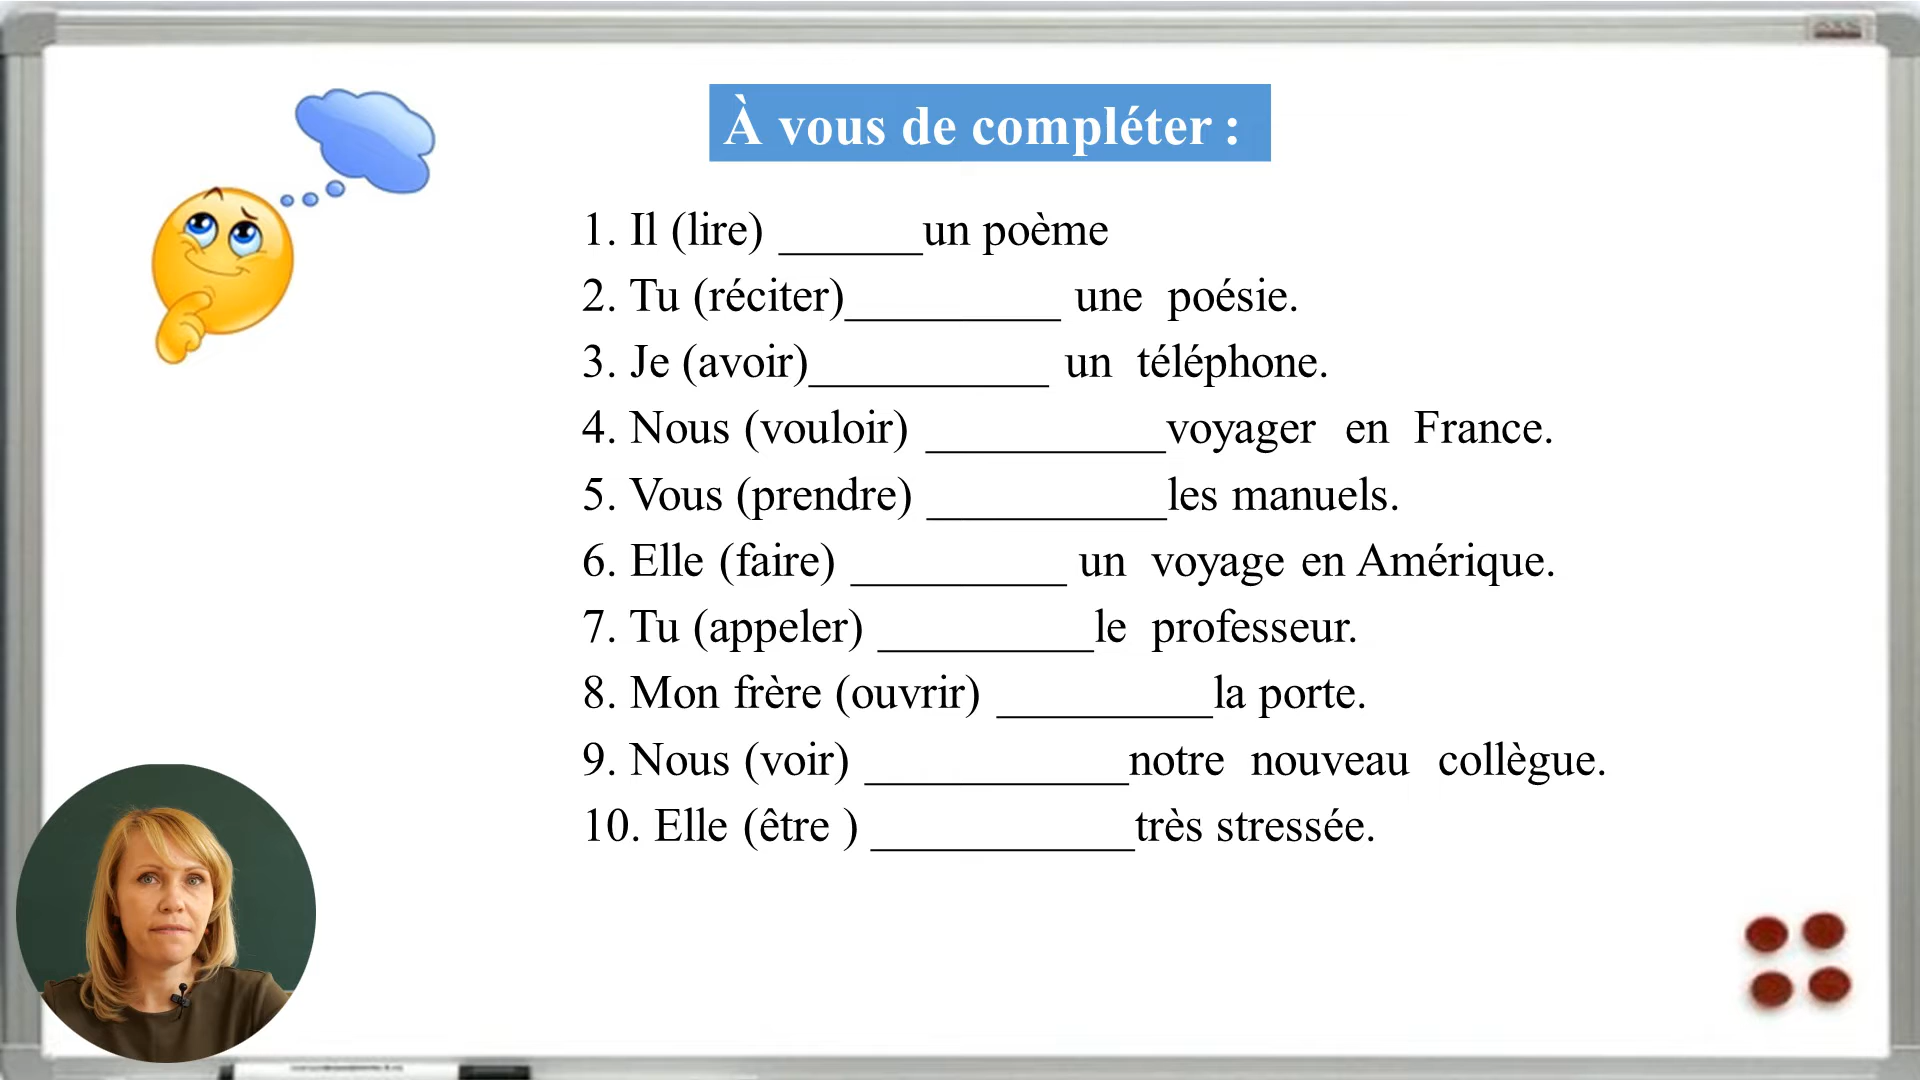 À vous de compléter :
1. Il (lire) ______un poème
2. Tu (réciter)_________ une poésie.
3. Je (avoir)__________ un téléphone.
4. Nous (vouloir) __________voyager en France.
5. Vous (prendre) __________les manuels.
6. Elle (faire) _________ un voyage en Amérique.
7. Tu (appeler) _________le professeur.
8. Mon frère (ouvrir) _________la porte.
9. Nous (voir) ___________notre nouveau collègue.
10. Elle (être ) ___________très stressée.